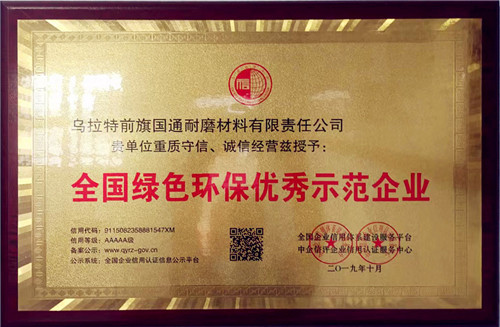 信
乌拉特前旗国通耐磨材料有限责任公司
贵单位重质守信、诚信经营兹授予:
全国绿色环保优秀示范企业
信用代码: 9115082358881547XM
信用等级: AAAAA级
备案公示: www.qyrz-gov.cn
公示系统: 全国企业信用认证信息公示平台
全国企业信用体系建设服务平台
中企信评企业信用认证服务中心
二〇一九年十月